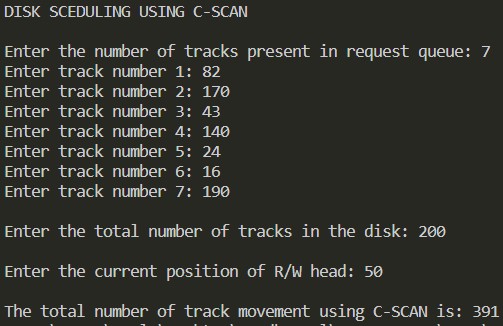 DISK SCEDULING USING C-SCAN
Enter the number of tracks present in request queue: 7
Enter track number 1: 82
Enter track number 2: 170
Enter track number 3: 43
Enter track number 4: 140
Enter track number 5: 24
Enter track number 6: 16
Enter track number 7: 190
Enter the total number of tracks in the disk: 200
Enter the current position of R/W head: 50
The total number of track movement using C-SCAN is: 391